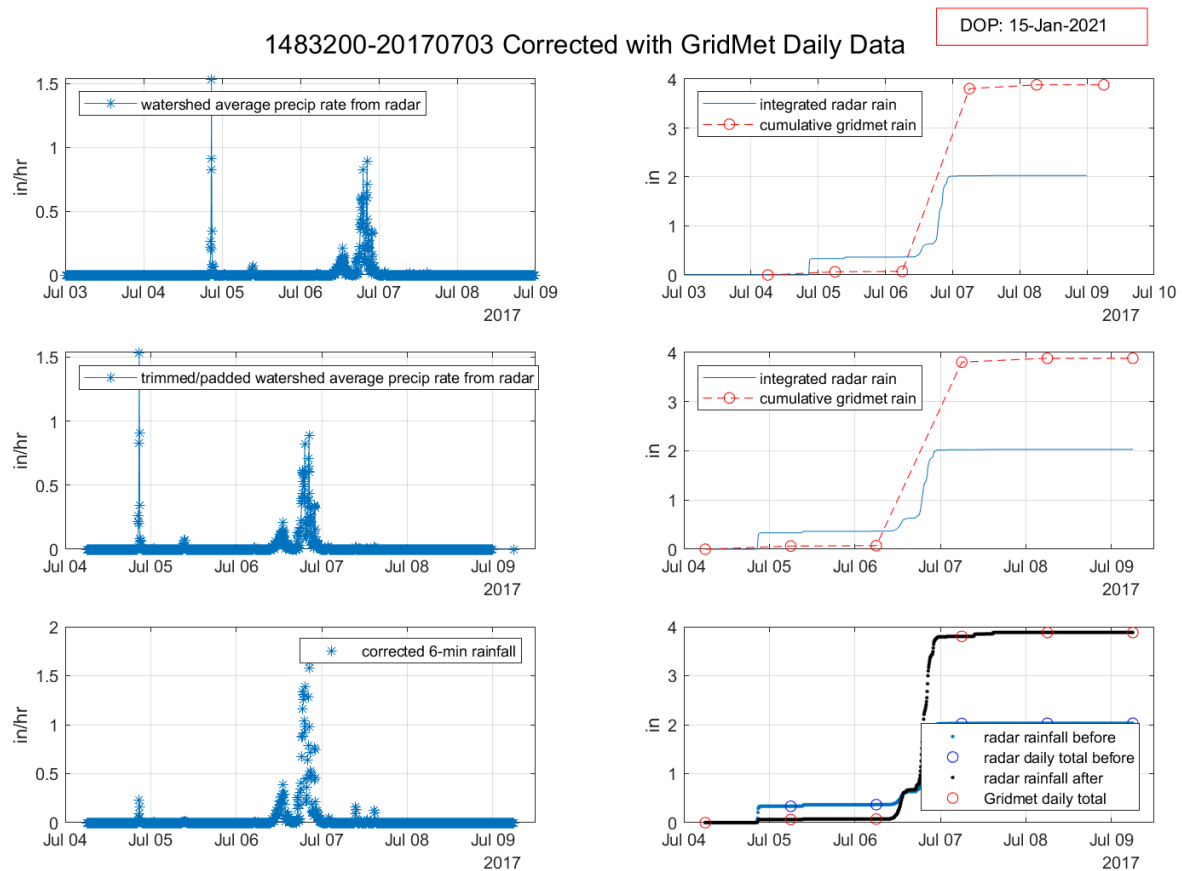 1483200-20170703 Corrected with GridMet Daily Data
DOP: 15-Jan-2021
1.5
1
0.5
0
in/hr
watershed average precip rate from radar
Jul 03 Jul 04 Jul 05 Jul 06 Jul 07 Jul 08 Jul 09
2017
4
3
2
1
0
in
integrated radar rain
cumulative gridmet rain
Jul 03 Jul 04 Jul 05 Jul 06 Jul 07 Jul 08 Jul 09 Jul 10
2017
1.5
1
0.5
0
in/hr
trimmed/padded watershed average precip rate from radar
Jul 04 Jul 05 Jul 06 Jul 07 Jul 08 Jul 09
2017
4
3
2
1
0
in
integrated radar rain
cumulative gridmet rain
Jul 04 Jul 05 Jul 06 Jul 07 Jul 08 Jul 09
2017
2
1.5
1
0.5
0
in/hr
corrected 6-min rainfall
Jul 04 Jul 05 Jul 06 Jul 07 Jul 08 Jul 09
2017
4
3
2
1
0
in
radar rainfall before
radar daily total before
radar rainfall after
Gridmet daily total
Jul 04 Jul 05 Jul 06 Jul 07 Jul 08 Jul 09
2017